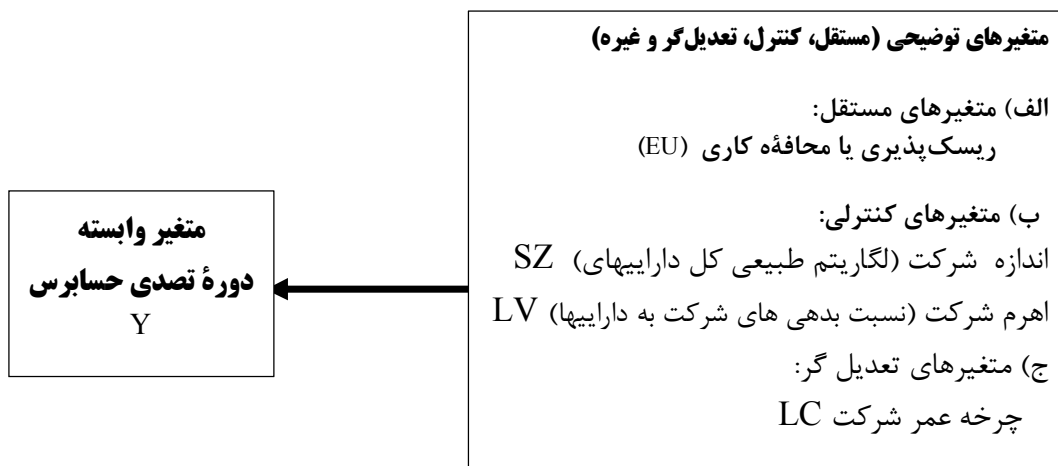 متغیرهای توضیحی (مستقل، کنترل، تعدیل‌گر و غیره)
الف) متغیرهای مستقل:
ریسک‌پذیری یا محافۀه کاری (EU)
ب) متغیرهای کنترلی:
اندازه شرکت (لگاریتم طبیعی کل داراییهای) SZ
اهرم شرکت (نسبت بدهی های شرکت به داراییها) LV
ج) متغیرهای تعدیل گر:
چرخه عمر شرکت LC
متغیر وابسته
دورۀ تصدی حسابرس
Y